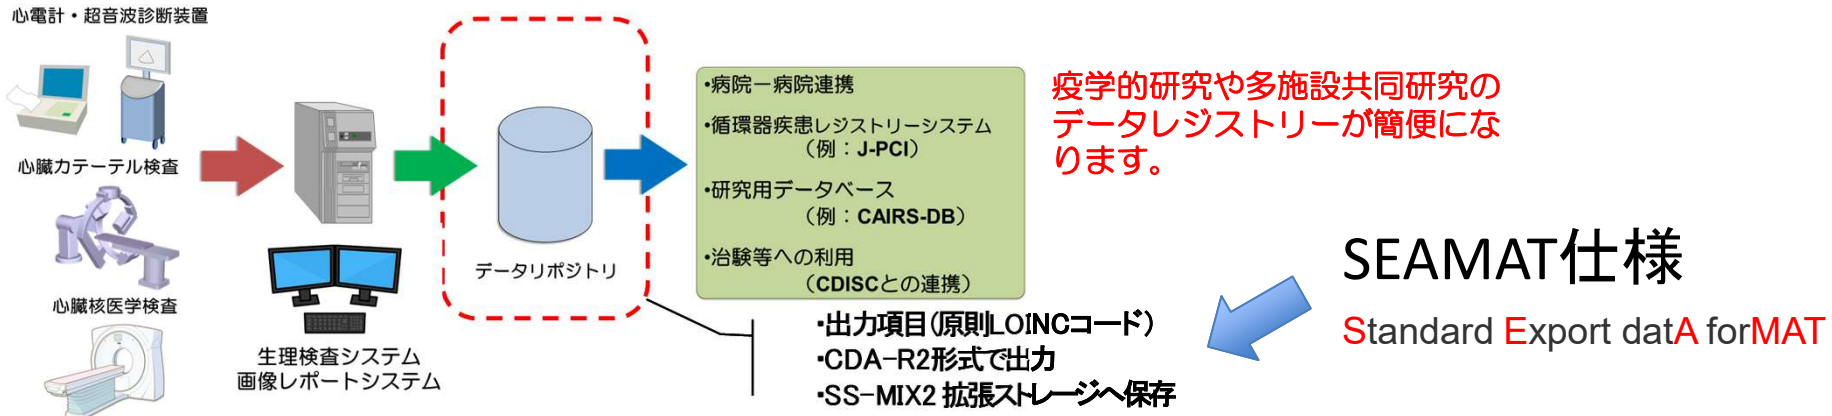 心電計・超音波診断装置
心臓カテーテル検査
心臓核医学検査
生理検査システム
画像レポートシステム
データリポジトリ
•病院ー病院連携
•循環器疾患レジストリーシステム
（例：J-PCI）
•研究用データベース
（例：CAIRS-DB）
•治験等への利用
（CDISCとの連携）
疫学的研究や多施設共同研究の
データレジストリーが簡便にな
ります。
•出力項目(原則LOINCコード)
•CDA-R2形式で出力
•SS-MIX2 拡張ストレージへ保存
SEAMAT仕様
Standard Export datA forMAT